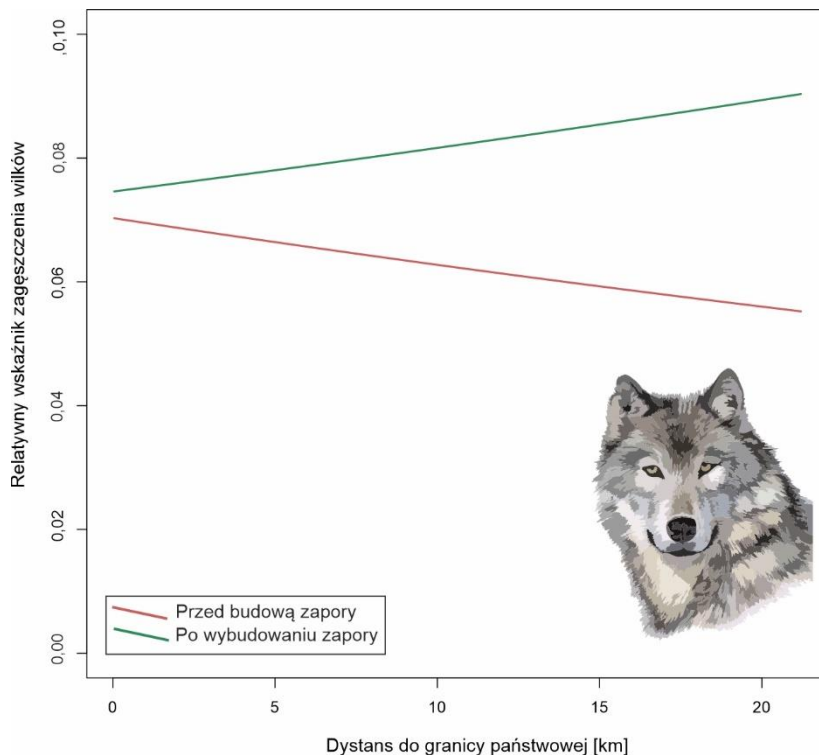 Relatywny wskaźnik zagęszczenia wilków
,0,10
0,08
0,06
0,04
0,02
0,00
Przed budową zapory
Po wybudowaniu zapory
0 5 10 15 20
Dystans do granicy państwowej [km]